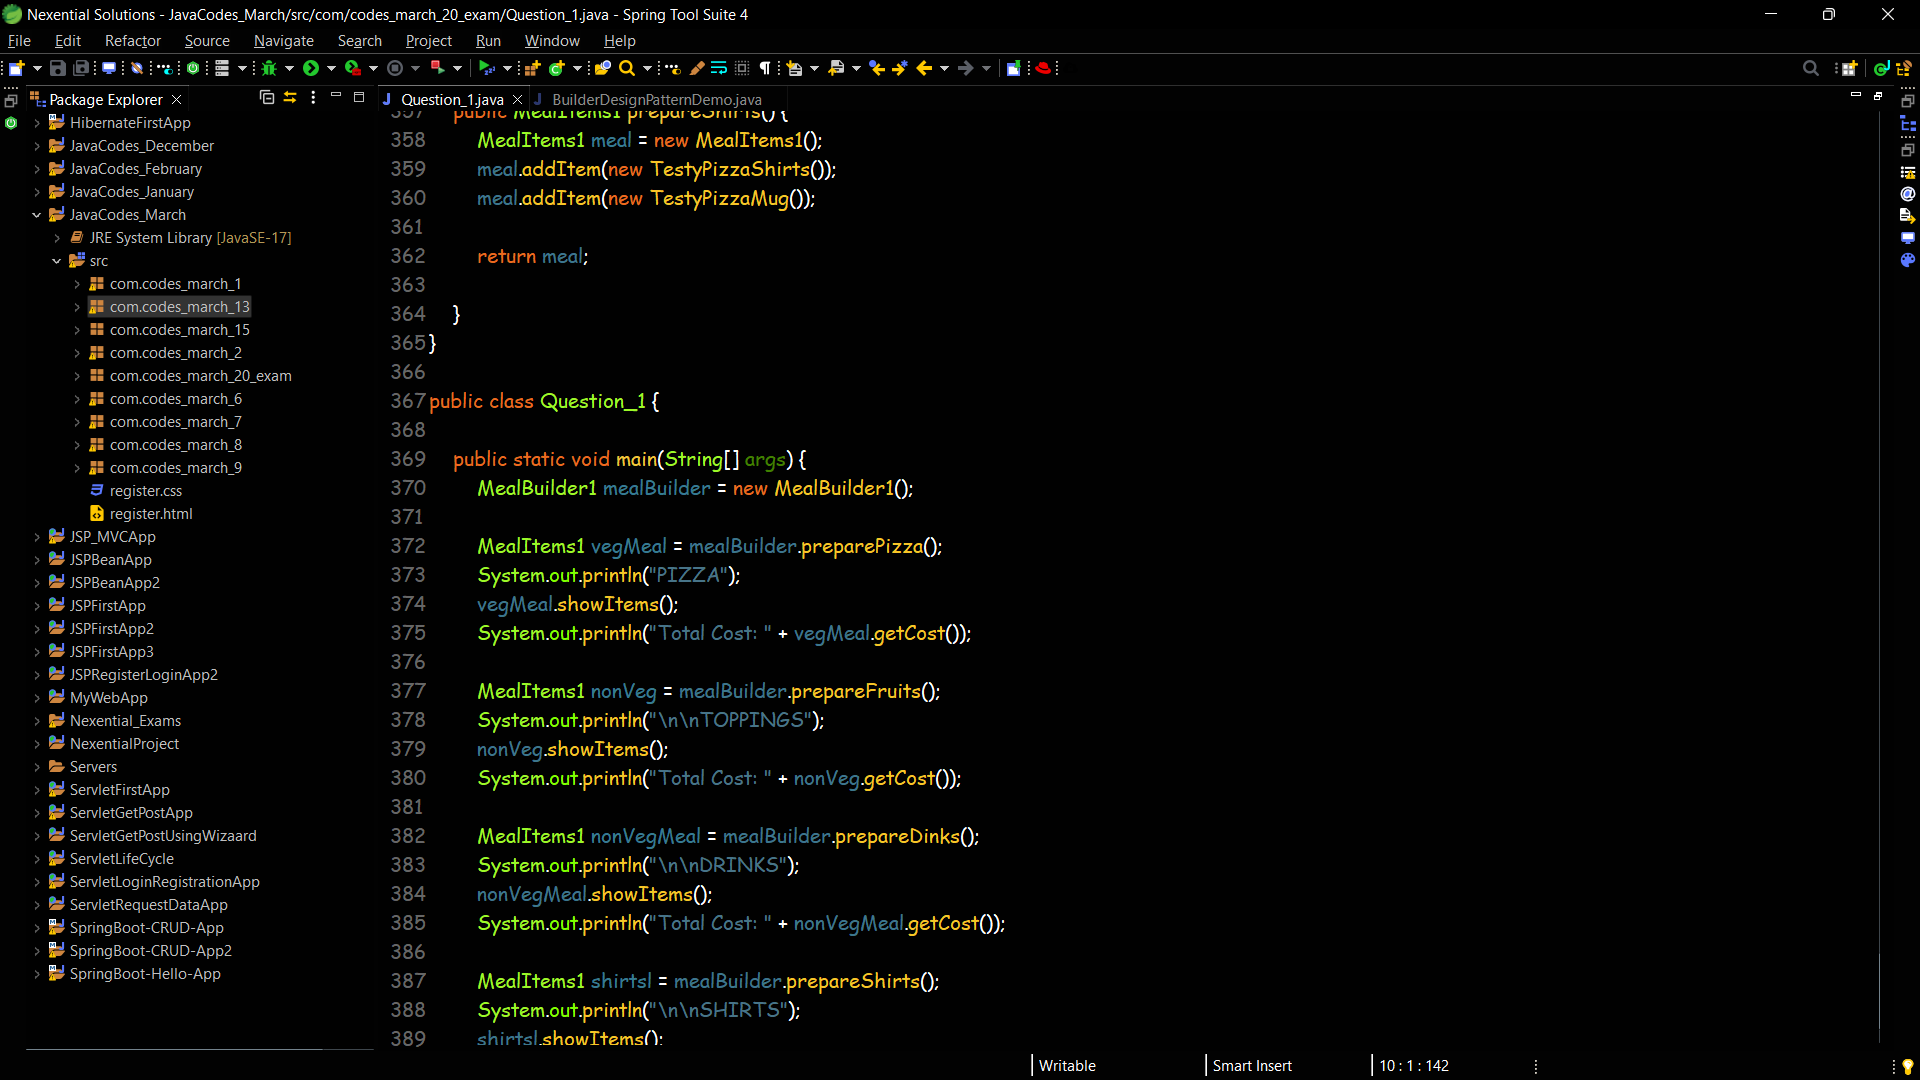 Nexential Solutions - JavaCodes_March/src/com/codes_march_20_exam/Question_1.java - Spring Tool Suite 4
File Edit Refactor Source Navigate Search Project Run Window Help
Package Explorer
HibernateFirstApp
JavaCodes_December
JavaCodes_February
JavaCodes_January
JavaCodes_March
JRE System Library [JavaSE-17]
src
com.codes_march_1
com.codes_march_13
com.codes_march_15
com.codes_march_2
com.codes_march_20_exam
com.codes_march_6
com.codes_march_7
com.codes_march_8
com.codes_march_9
register.css
register.html
JSP_MVCApp
JSPBeanApp
JSPBeanApp2
JSPFirstApp
JSPFirstApp2
JSPFirstApp3
JSPRegisterLoginApp2
MyWebApp
Nexential_Exams
NexentialProject
Servers
ServletFirstApp
ServletGetPostApp
ServletGetPostUsingWizaard
ServletLifeCycle
ServletLoginRegistrationApp
ServletRequestDataApp
SpringBoot-CRUD-App
SpringBoot-CRUD-App2
SpringBoot-Hello-App
Question_1.java BuilderDesignPatternDemo.java
357 public MealItems1 prepareShirts() {
358 MealItems1 meal = new MealItems1();
359 meal.addItem(new TestyPizzaShirts());
360 meal.addItem(new TestyPizzaMug());
361
362 return meal;
363
364 }
365 }
366
367 public class Question_1 {
368
369 public static void main(String[] args) {
370 MealBuilder1 mealBuilder = new MealBuilder1();
371
372 MealItems1 vegMeal = mealBuilder.preparePizza();
373 System.out.println("PIZZA");
374 vegMeal.showItems();
375 System.out.println("Total Cost: " + vegMeal.getCost());
376
377 MealItems1 nonVeg = mealBuilder.prepareFruits();
378 System.out.println("\n\nTOPPINGS");
379 nonVeg.showItems();
380 System.out.println("Total Cost: " + nonVeg.getCost());
381
382 MealItems1 nonVegMeal = mealBuilder.prepareDinks();
383 System.out.println("\n\nDRINKS");
384 nonVegMeal.showItems();
385 System.out.println("Total Cost: " + nonVegMeal.getCost());
386
387 MealItems1 shirtsl = mealBuilder.prepareShirts();
388 System.out.println("\n\nSHIRTS");
389 shirtsl.showItems();
Writable Smart Insert 10 : 1 : 142